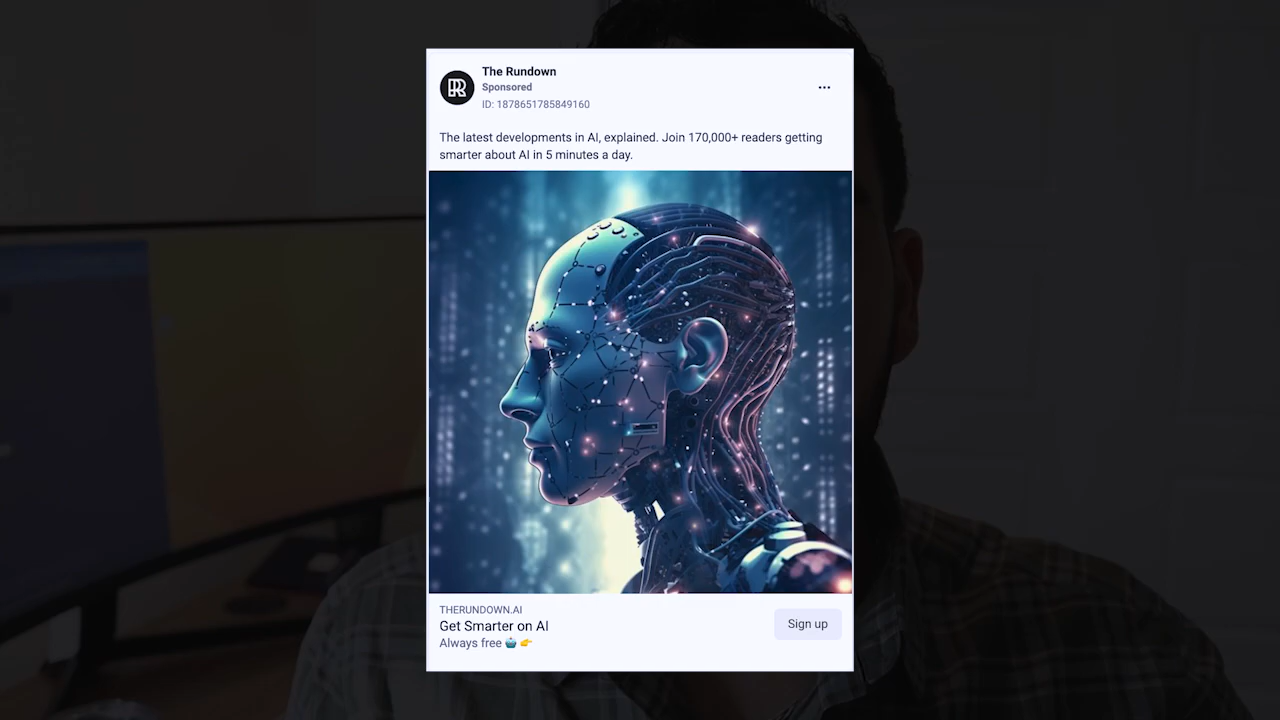 The Rundown
Sponsored
ID: 1878651785849160
The latest developments in AI, explained. Join 170,000+ readers getting
smarter about AI in 5 minutes a day.
THERUNDOWN.AI
Get Smarter on AI
Always free 🤖 👉
Sign up